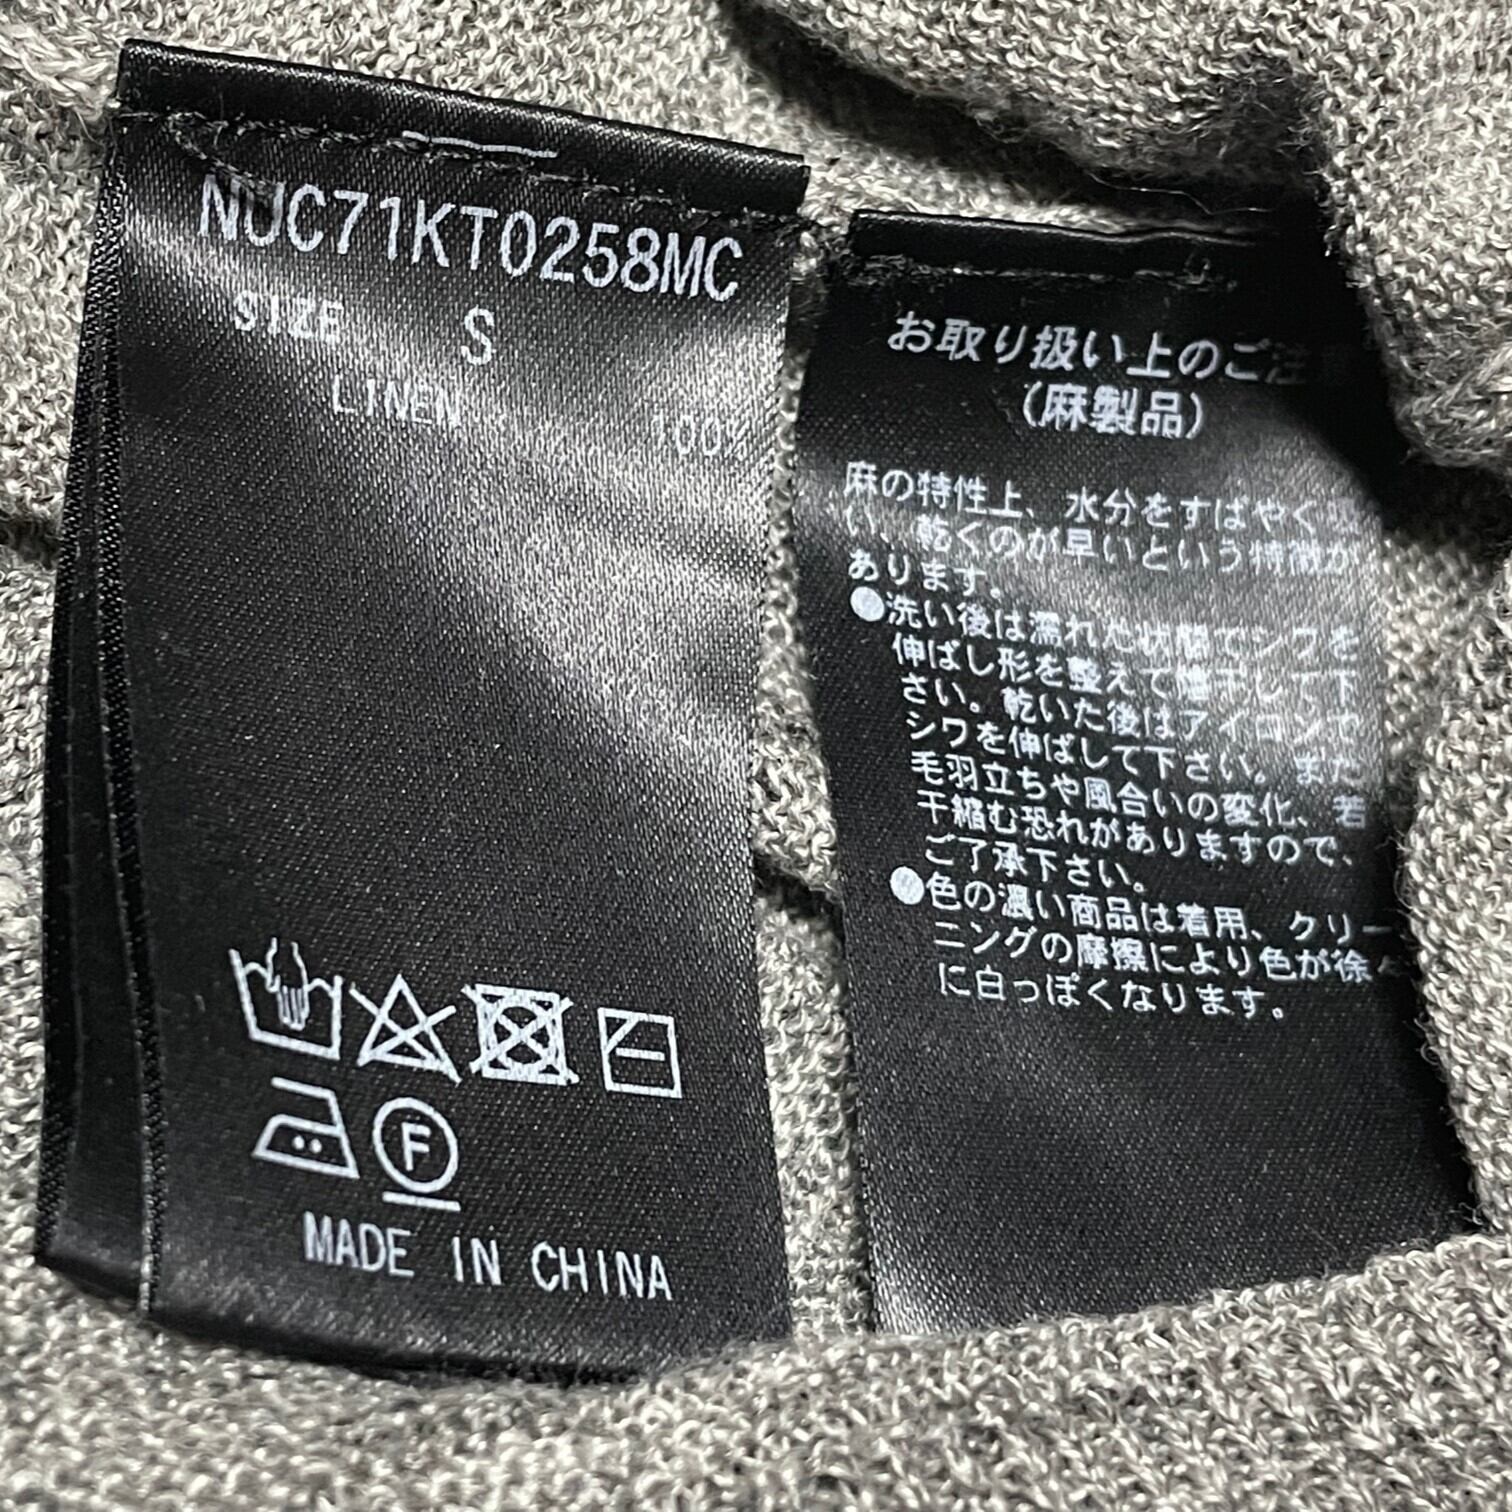 NUC71KT0258MC
SIZE S
LINEN 100%
F
MADE IN CHINA
お取り扱い上のご注
(麻製品)
麻の特性上、水分をすばやく
い、乾くのが早いという特徴が
あります。
●洗い後は濡れた状態でシワを
伸ばし形を整えて陰干して下
さい。乾いた後はアイロンで
シワを伸ばして下さい。また
毛羽立ちや風合いの変化、若
干縮む恐れがありますので、
ご了承下さい。
●色の濃い商品は着用、クリー
ニングの摩擦により色が徐々
に白っぽくなります。